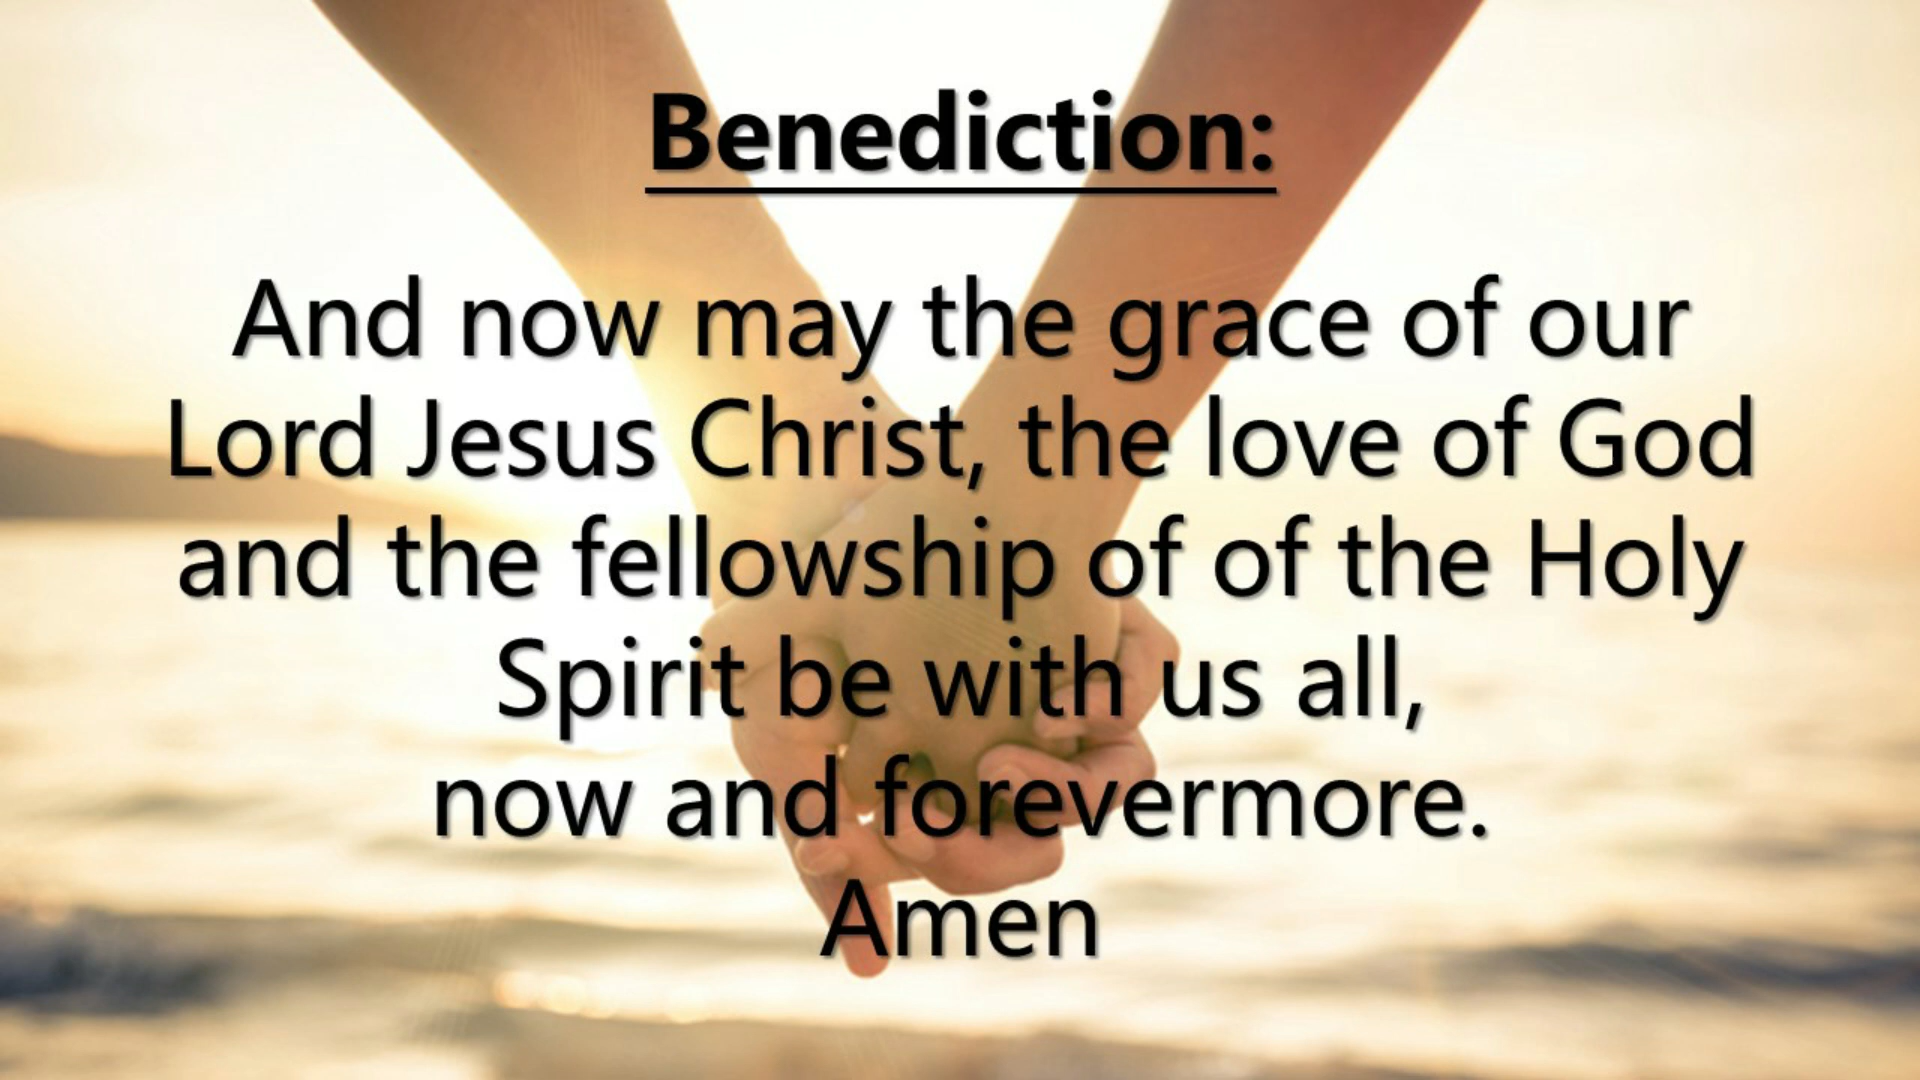 Benediction:
And now may the grace of our
Lord Jesus Christ, the love of God
and the fellowship of of the Holy
Spirit be with us all,
now and forevermore.
Amen